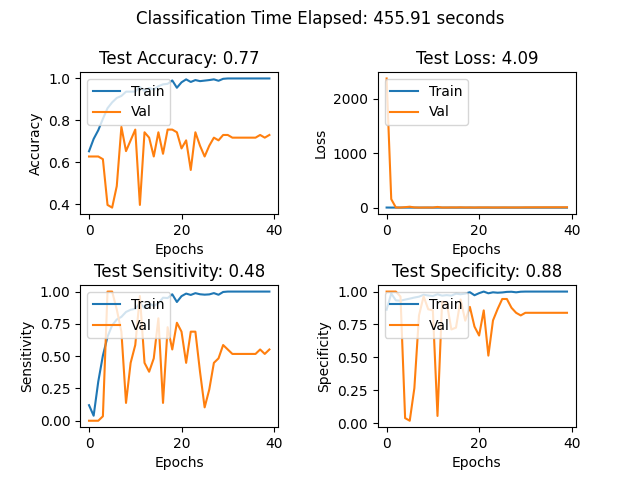 Classification Time Elapsed: 455.91 seconds
Test Accuracy: 0.77
1.0
0.8
0.6
0.4
Accuracy
Train
Val
0
20
40
Epochs
Test Loss: 4.09
2000
1000
0
Loss
Train
Val
0
20
40
Epochs
Test Sensitivity: 0.48
1.00
0.75
0.50
0.25
0.00
Sensitivity
Train
Val
0
20
40
Epochs
Test Specificity: 0.88
1.00
0.75
0.50
0.25
0.00
Specificity
Train
Val
0
20
40
Epochs